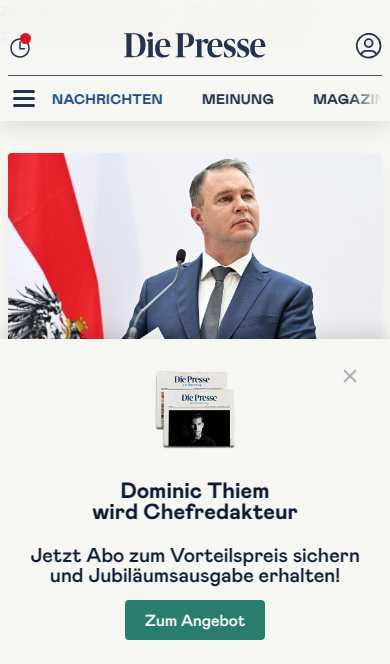 Die Presse
NACHRICHTEN MEINUNG MAGAZIN
Die Presse
Die Presse
Dominic Thiem
wird Chefredakteur
Jetzt Abo zum Vorteilspreis sichern
und Jubiläumsausgabe erhalten!
Zum Angebot